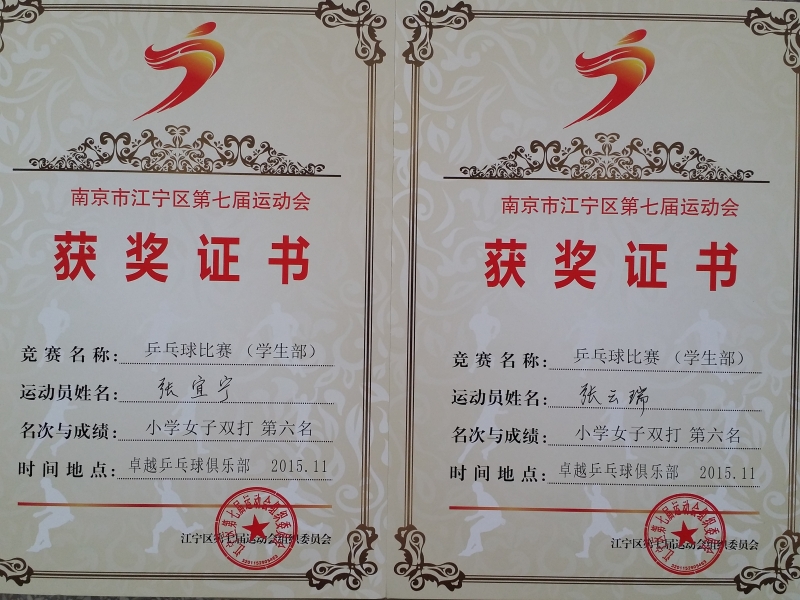 南京市江宁区第七届运动会
获奖证书
竞赛名称: 乒乓球比赛（学生部）
运动员姓名: 张宜宁
名次与成绩: 小学女子双打 第六名
时间地点: 卓越乒乓球俱乐部 2015.11
江宁区第七届运动会组织委员会
南京市江宁区第七届运动会
获奖证书
竞赛名称: 乒乓球比赛（学生部）
运动员姓名: 张云瑞
名次与成绩: 小学女子双打 第六名
时间地点: 卓越乒乓球俱乐部 2015.11
江宁区第七届运动会组织委员会